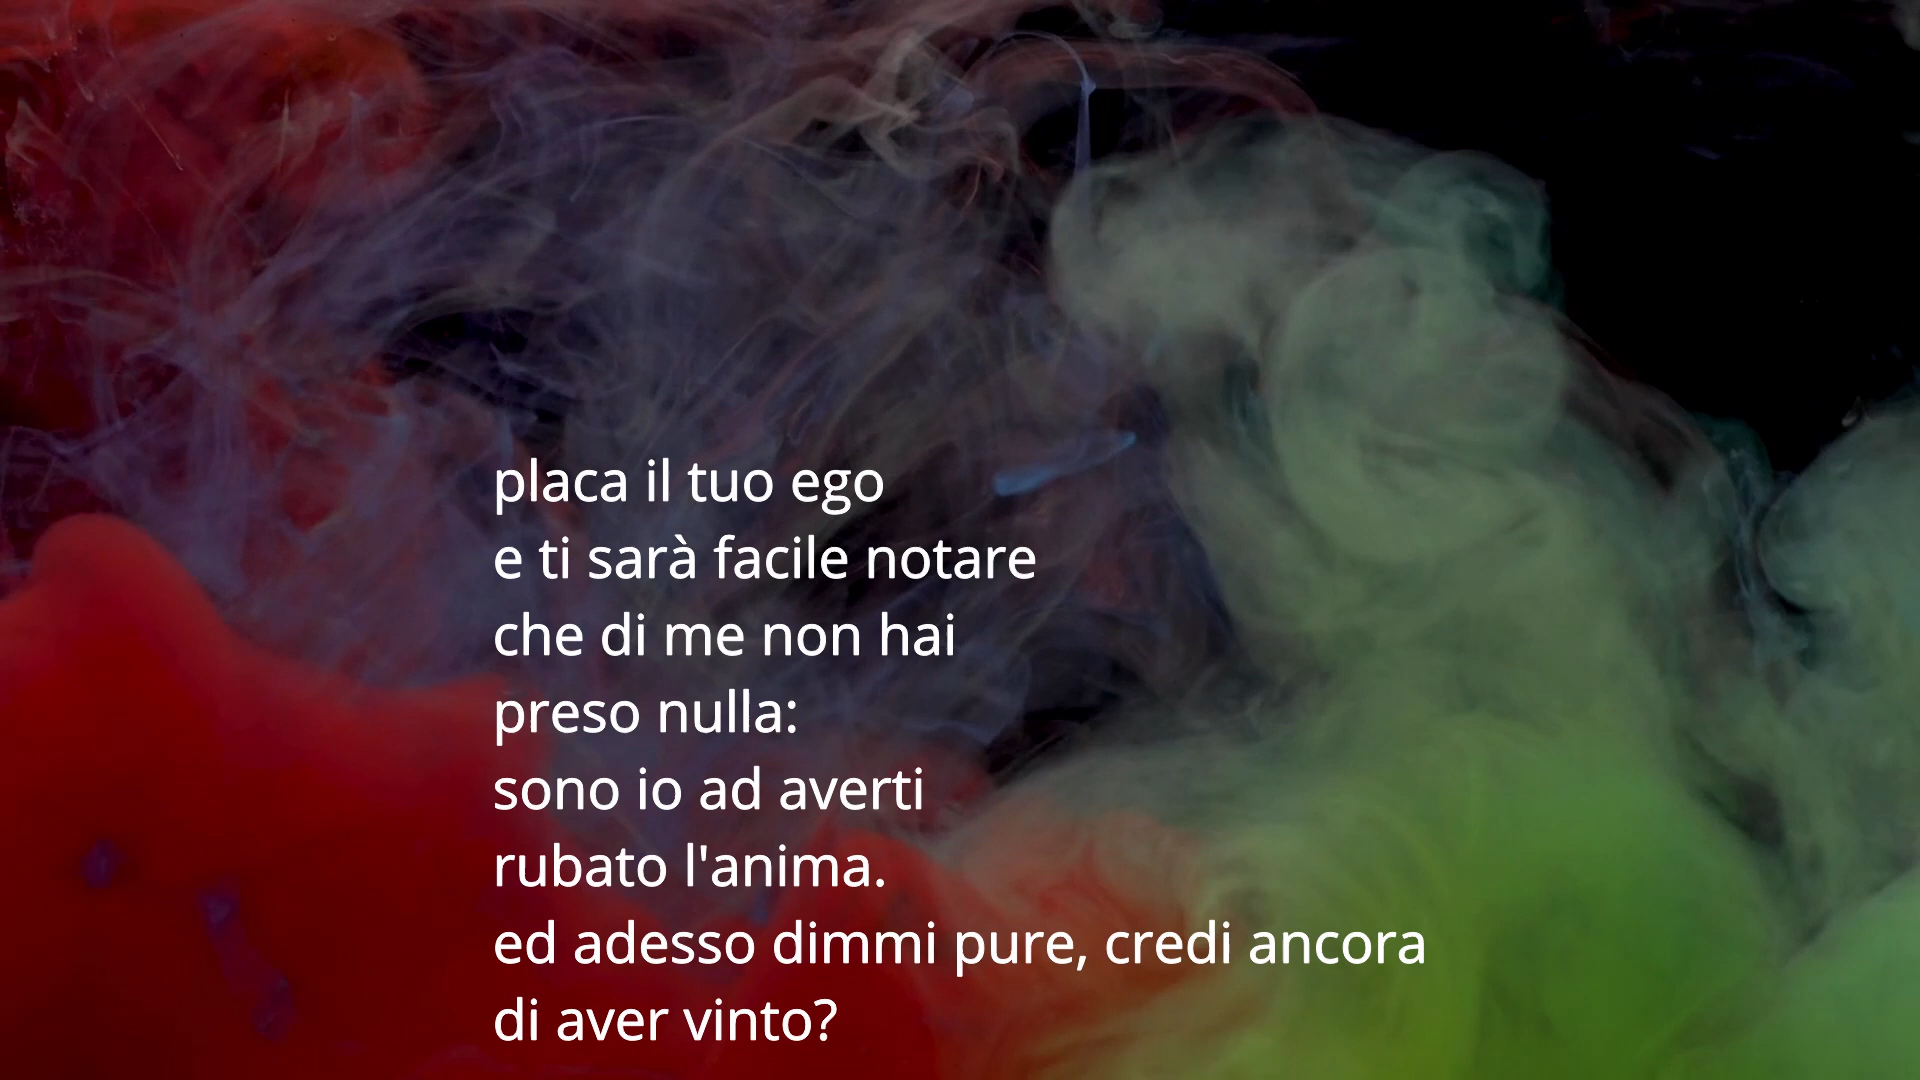 placa il tuo ego
e ti sarà facile notare
che di me non hai
preso nulla:
sono io ad averti
rubato l'anima.
ed adesso dimmi pure, credi ancora
di aver vinto?